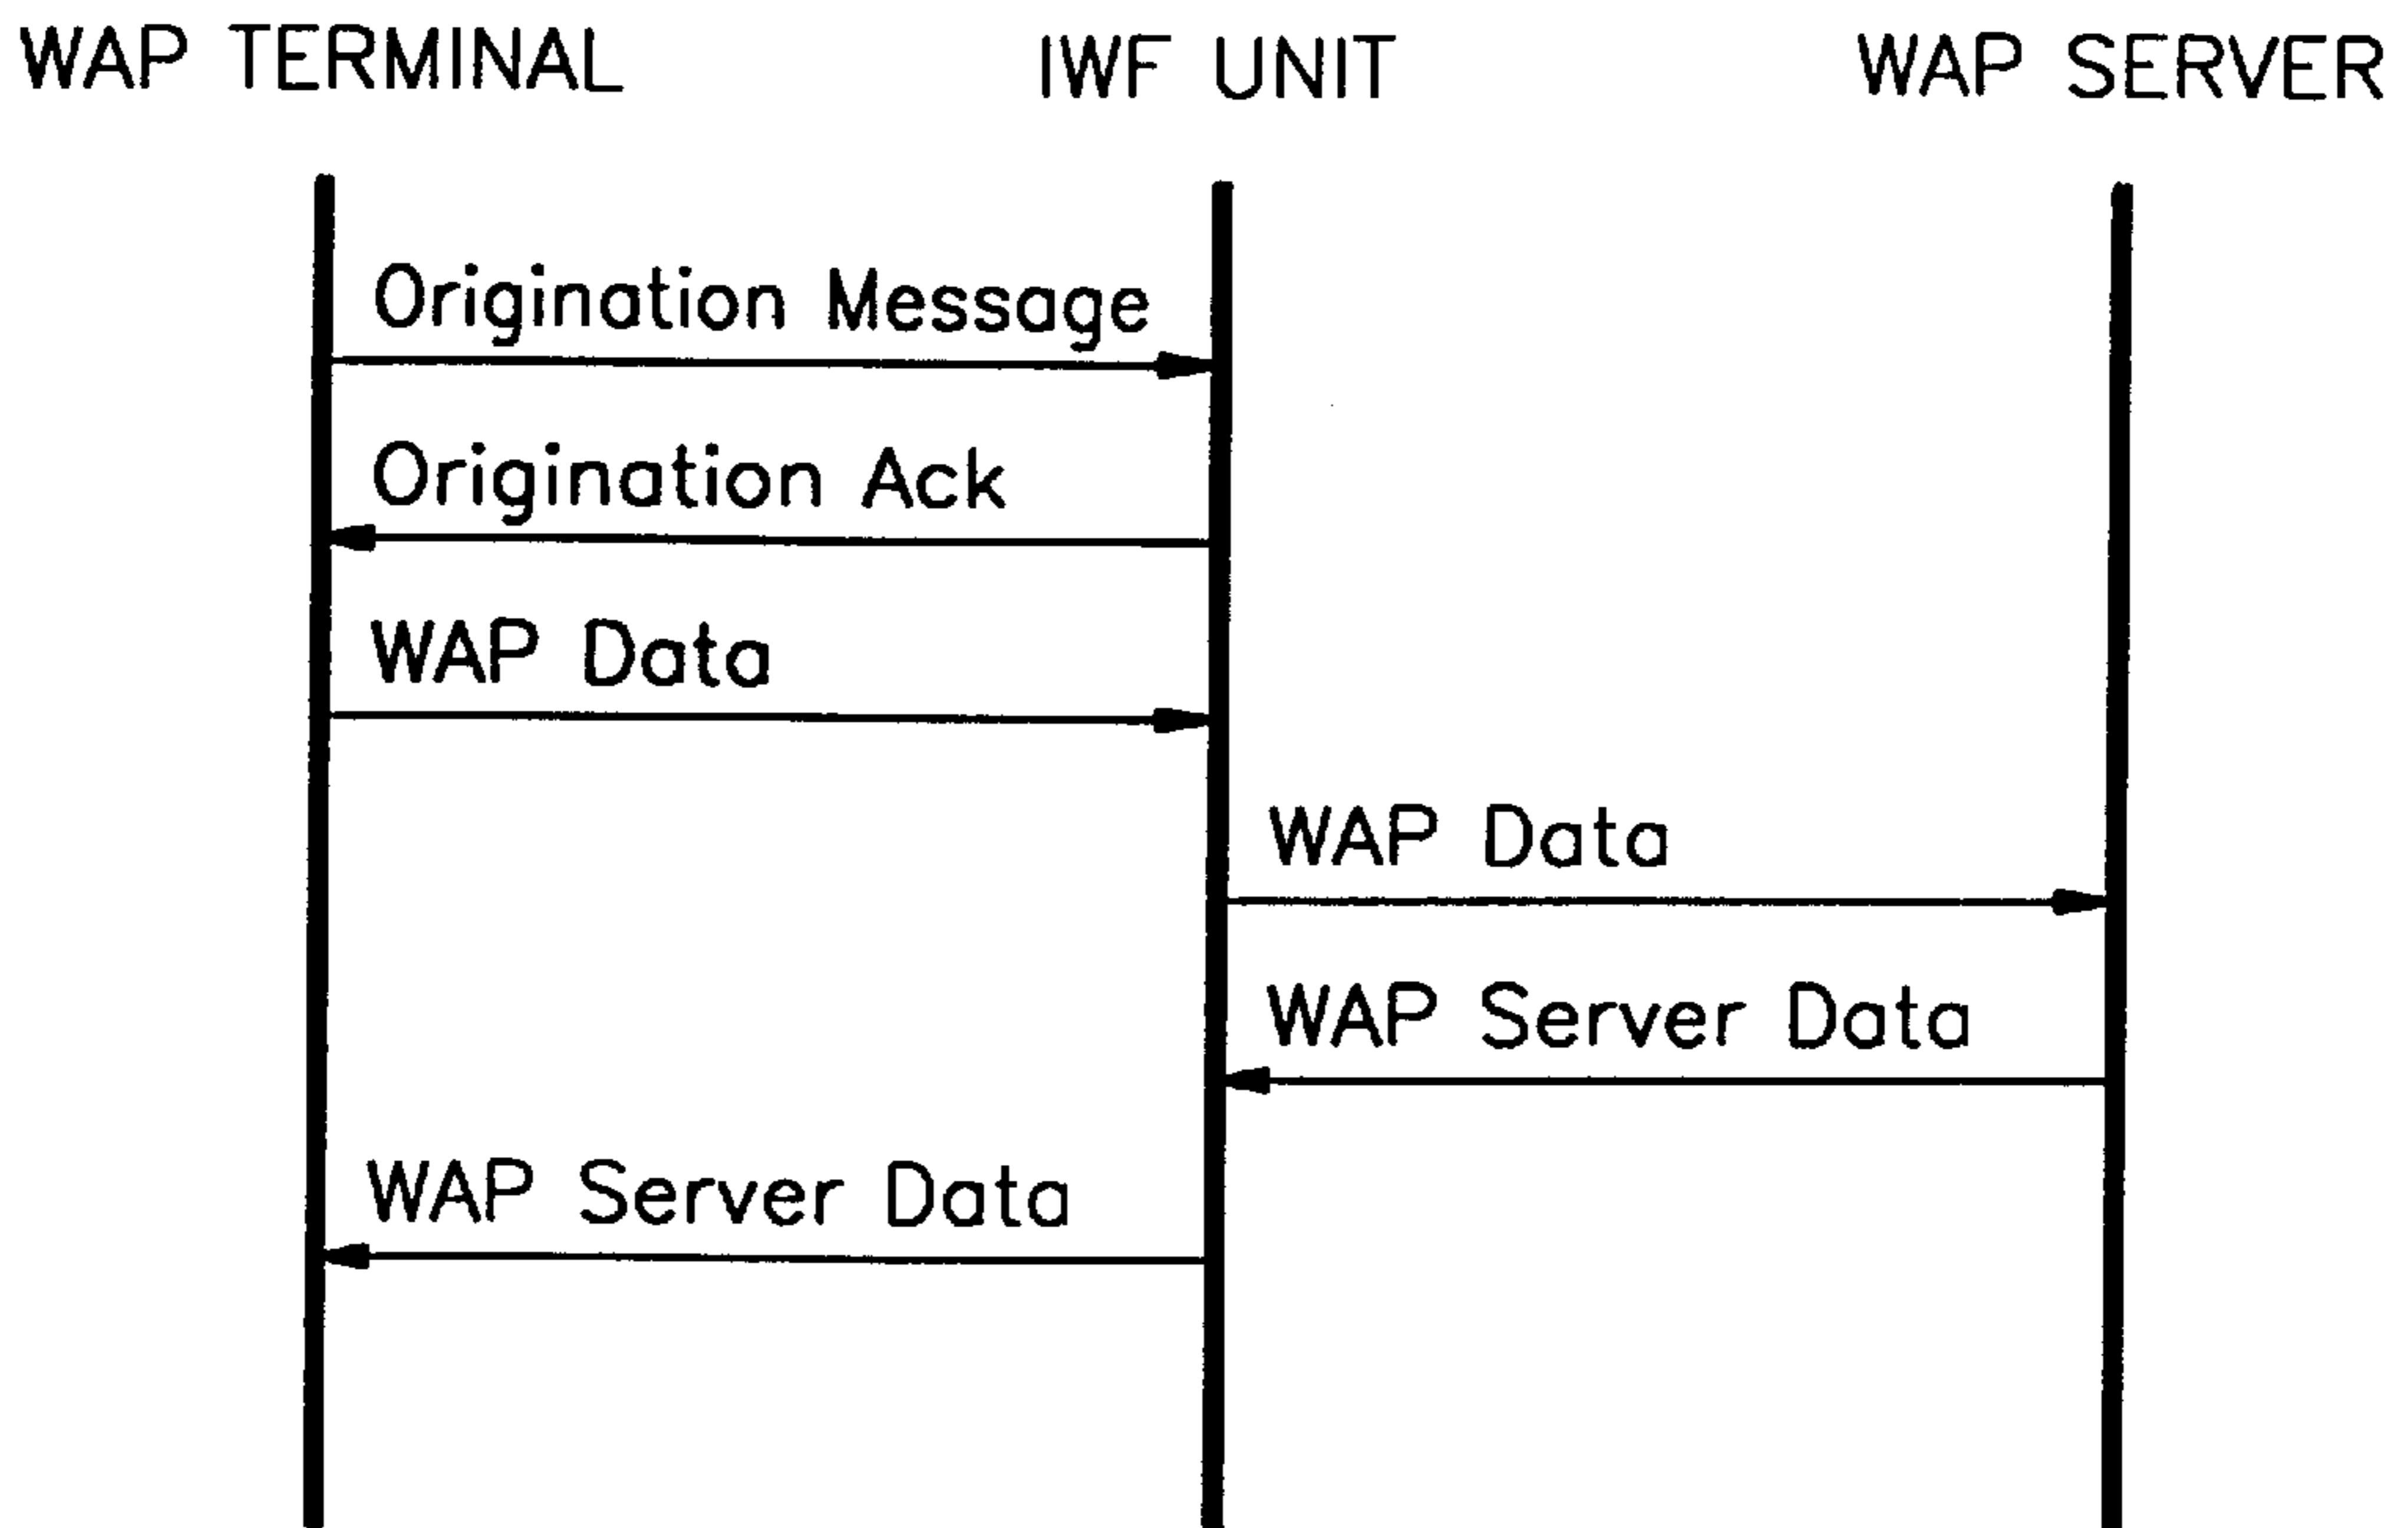 WAP TERMINAL
IWF UNIT
WAP SERVER
Origination Message
Origination Ack
WAP Data
WAP Data
WAP Server Data
WAP Server Data